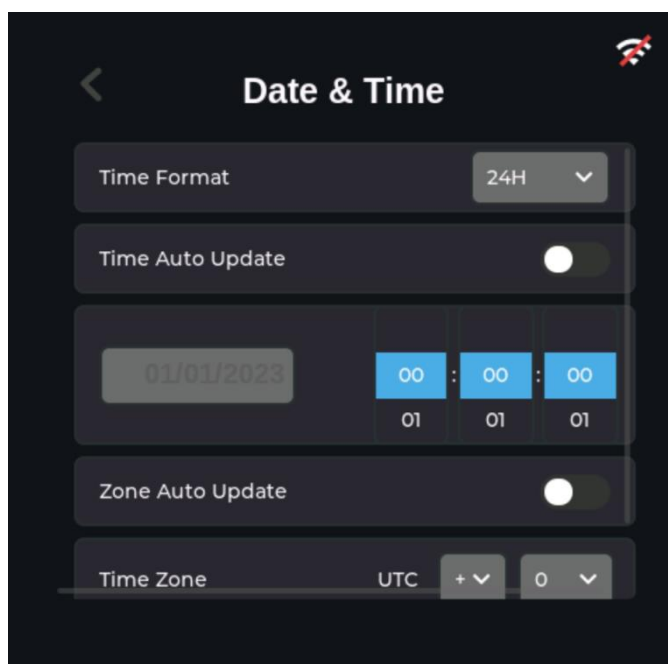 Date & Time
Time Format 24H
Time Auto Update
01/01/2023 00 : 00 : 00
01 01 01
Zone Auto Update
Time Zone UTC + 0